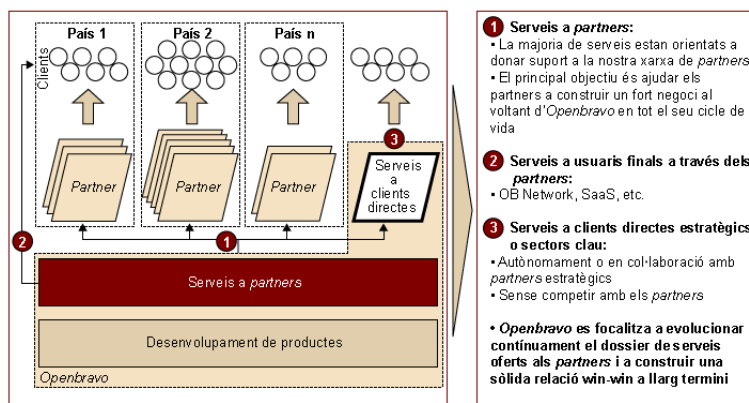 País 1
País 2
País n
Clients
Partner
Partner
Partner
3
Serveis
a
clients
directes
2
1
Serveis a partners
Desenvolupament de productes
Openbravo
1 Serveis a partners:
• La majoria de serveis estan orientats a
donar suport a la nostra xarxa de partners
• El principal objectiu és ajudar els
partners a construir un fort negoci al
voltant d'Openbravo en tot el seu cicle de
vida
2 Serveis a usuaris finals a través dels
partners:
• OB Network, SaaS, etc.
3 Serveis a clients directes estratègics
o sectors clau:
• Autònomament o en col·laboració amb
partners estratègics
• Sense competir amb els partners
• Openbravo es focalitza a evolucionar
contínuament el dossier de serveis
oferts als partners i a construir una
sòlida relació win-win a llarg termini